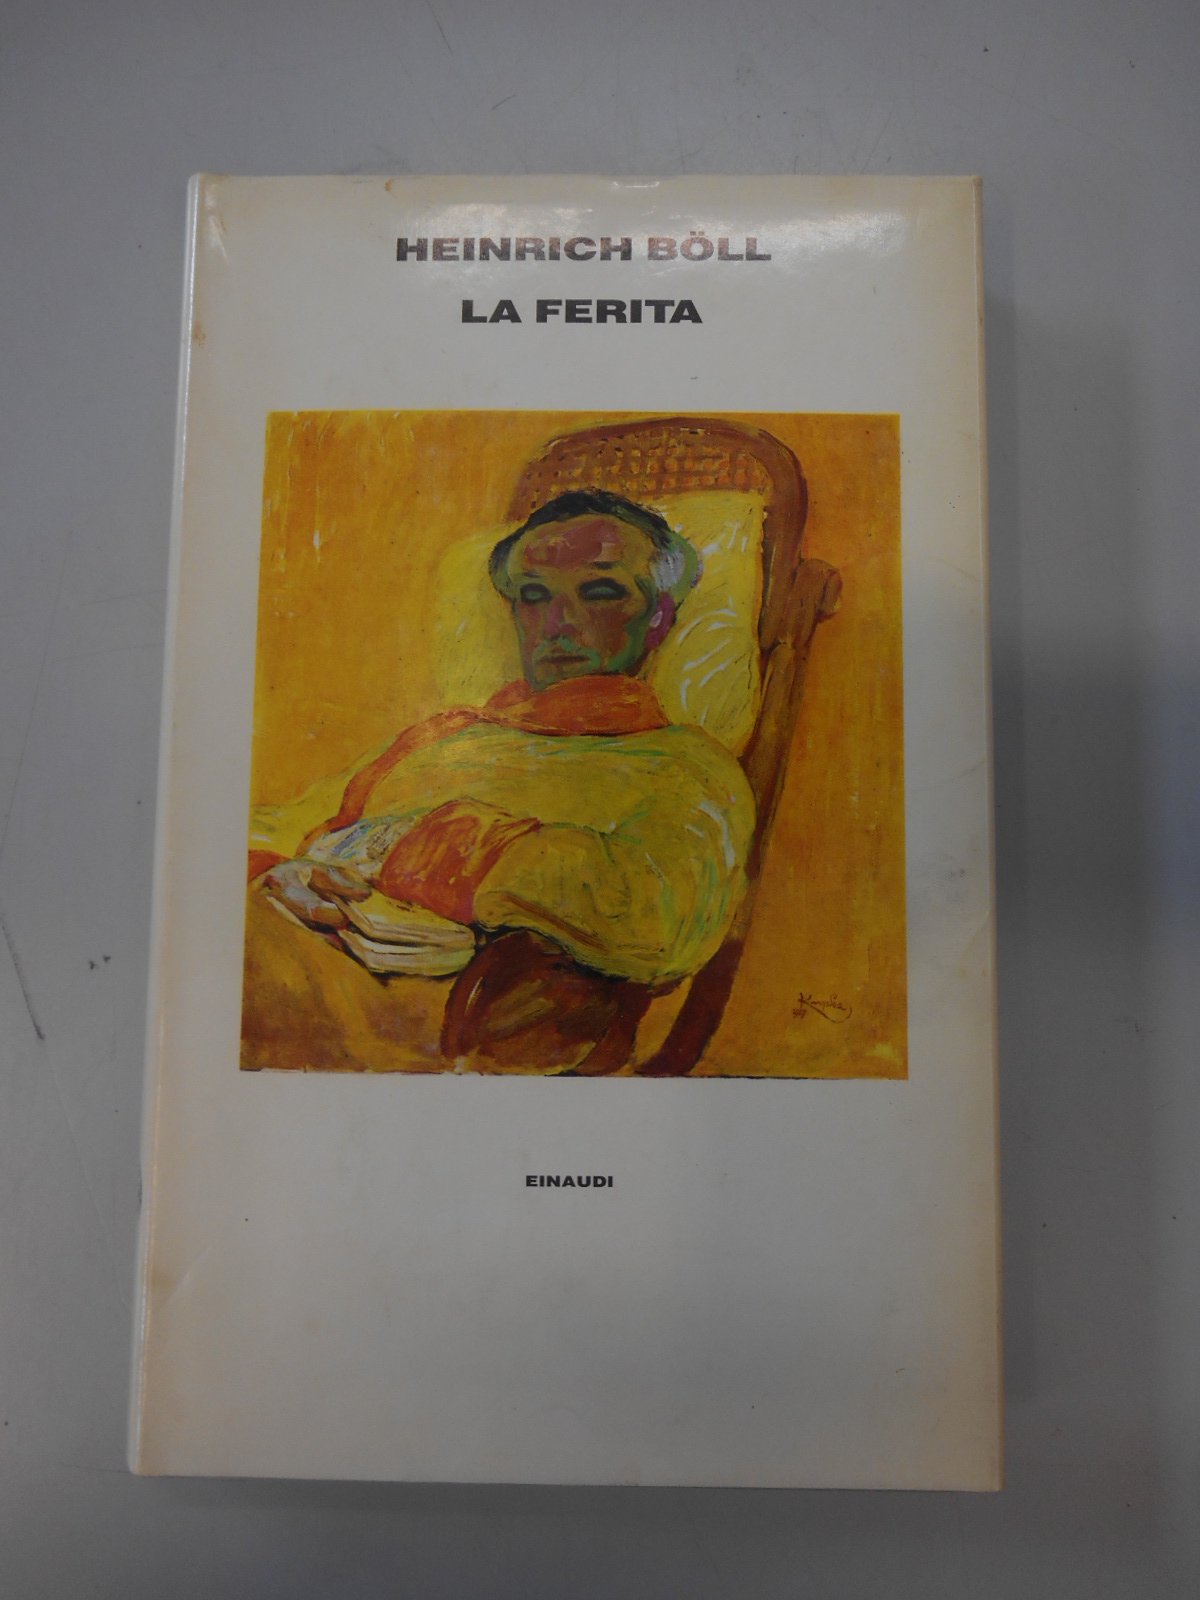 HEINRICH BÖLL
LA FERITA
EINAUDI